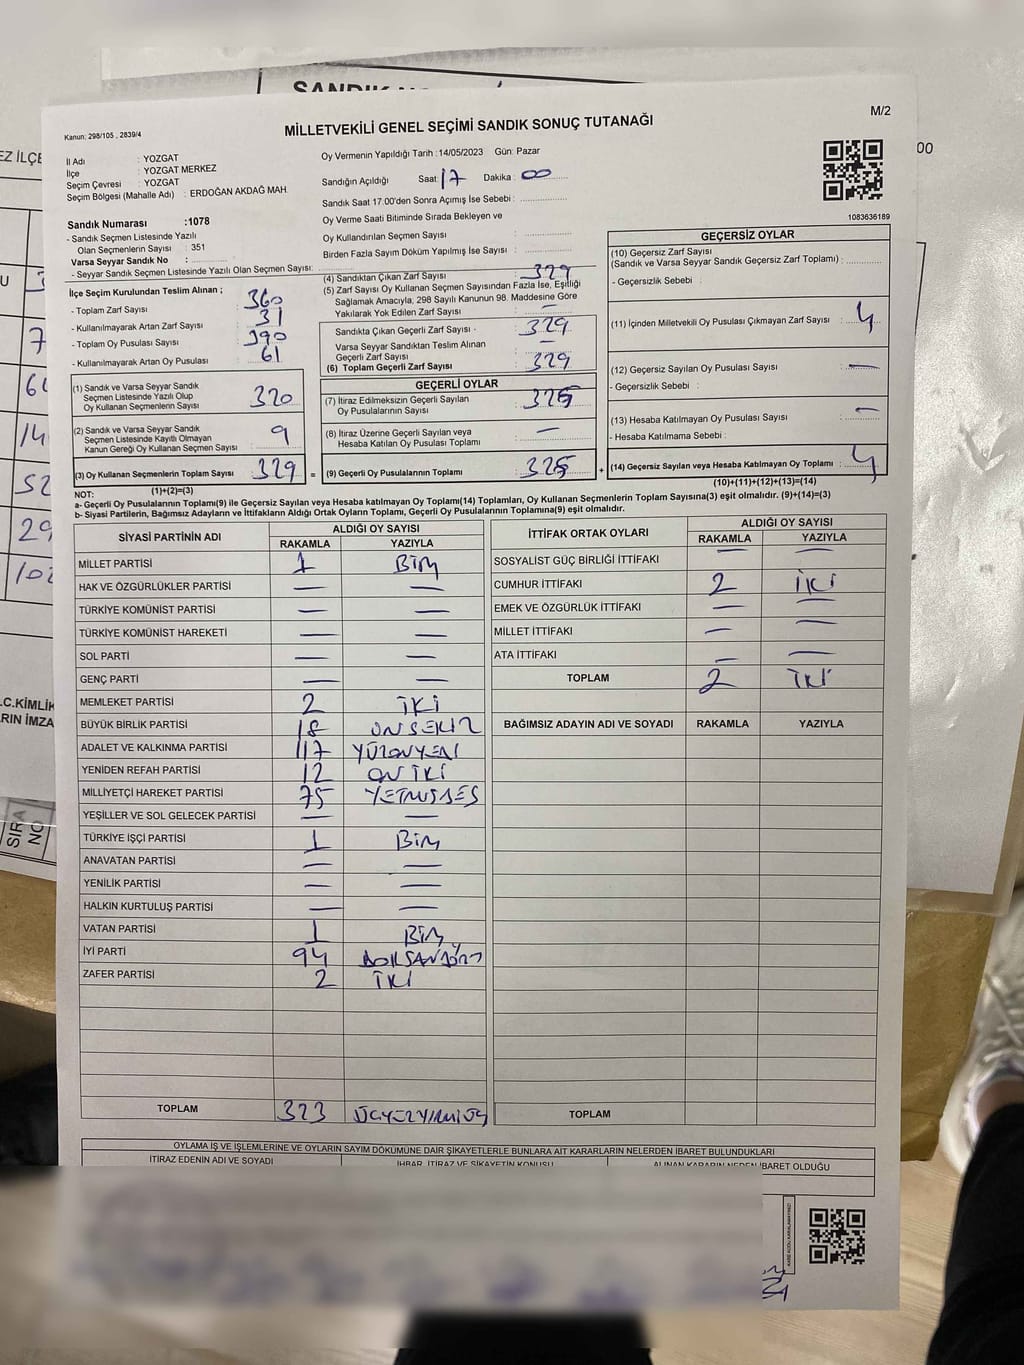 SANDIK
M/2
Kanun: 298/105 , 2839/4
MİLLETVEKİLİ GENEL SEÇİMİ SANDIK SONUÇ TUTANAĞI
İl Adı : YOZGAT
İlçe : YOZGAT MERKEZ
Seçim Çevresi : YOZGAT
Seçim Bölgesi (Mahalle Adı) : ERDOĞAN AKDAĞ MAH.
Oy Vermenin Yapıldığı Tarih : 14/05/2023 Gün: Pazar
Sandığın Açıldığı Saat: 17 Dakika : 00
Sandık Saat 17.00'den Sonra Açımış İse Sebebi :
Oy Verme Saati Bitiminde Sırada Bekleyen ve
Oy Kullandırılan Seçmen Sayısı :
Birden Fazla Sayım Döküm Yapılmış İse Sayısı :
1083636189
Sandık Numarası : 1078
- Sandık Seçmen Listesinde Yazılı
Olan Seçmenlerin Sayısı : 351
Varsa Seyyar Sandık No :
- Seyyar Sandık Seçmen Listesinde Yazılı Olan Seçmen Sayısı:
İlçe Seçim Kurulundan Teslim Alınan ;
- Toplam Zarf Sayısı : 360
- Kullanılmayarak Artan Zarf Sayısı : 31
- Toplam Oy Pusulası Sayısı : 390
- Kullanılmayarak Artan Oy Pusulası : 61
(4) Sandıktan Çıkan Zarf Sayısı : 329
(5) Zarf Sayısı Oy Kullanan Seçmen Sayısından Fazla İse, Eşitliği
Sağlamak Amacıyla, 298 Sayılı Kanunun 98. Maddesine Göre
Yakılarak Yok Edilen Zarf Sayısı : —
Sandıkta Çıkan Geçerli Zarf Sayısı : 329
Varsa Seyyar Sandıktan Teslim Alınan
Geçerli Zarf Sayısı : —
(6) Toplam Geçerli Zarf Sayısı : 329
GEÇERSİZ OYLAR
(10) Geçersiz Zarf Sayısı
(Sandık ve Varsa Seyyar Sandık Geçersiz Zarf Toplamı) :
- Geçersizlik Sebebi :
(11) İçinden Milletvekili Oy Pusulası Çıkmayan Zarf Sayısı : 4
(12) Geçersiz Sayılan Oy Pusulası Sayısı : —
- Geçersizlik Sebebi :
(13) Hesaba Katılmayan Oy Pusulası Sayısı : —
- Hesaba Katılmama Sebebi :
(14) Geçersiz Sayılan veya Hesaba Katılmayan Oy Toplamı : 4
(10)+(11)+(12)+(13)=(14)
(1) Sandık ve Varsa Seyyar Sandık
Seçmen Listesinde Yazılı Olup
Oy Kullanan Seçmenlerin Sayısı : 320
(2) Sandık ve Varsa Seyyar Sandık
Seçmen Listesinde Kayıtlı Olmayan
Kanun Gereği Oy Kullanan Seçmen Sayısı : 9
(3) Oy Kullanan Seçmenlerin Toplam Sayısı : 329
(1)+(2)=(3)
GEÇERLİ OYLAR
(7) İtiraz Edilmeksizin Geçerli Sayılan
Oy Pusulalarının Sayısı : 325
(8) İtiraz Üzerine Geçerli Sayılan veya
Hesaba Katılan Oy Pusulası Toplamı : —
= (9) Geçerli Oy Pusulalarının Toplamı : 325 +
NOT:
a- Geçerli Oy Pusulalarının Toplamı(9) ile Geçersiz Sayılan veya Hesaba katılmayan Oy Toplamı(14) Toplamları, Oy Kullanan Seçmenlerin Toplam Sayısına(3) eşit olmalıdır. (9)+(14)=(3)
b- Siyasi Partilerin, Bağımsız Adayların ve İttifakların Aldığı Ortak Oyların Toplamı, Geçerli Oy Pusulalarının Toplamına(9) eşit olmalıdır.
SİYASİ PARTİNİN ADI ALDIĞI OY SAYISI
RAKAMLA YAZIYLA
MİLLET PARTİSİ 1 BİR
HAK VE ÖZGÜRLÜKLER PARTİSİ — —
TÜRKİYE KOMÜNİST PARTİSİ — —
TÜRKİYE KOMÜNİST HAREKETİ — —
SOL PARTİ — —
GENÇ PARTİ — —
MEMLEKET PARTİSİ 2 İKİ
BÜYÜK BİRLİK PARTİSİ 18 ONSEKİZ
ADALET VE KALKINMA PARTİSİ 117 YÜZONYEDİ
YENİDEN REFAH PARTİSİ 12 ON İKİ
MİLLİYETÇİ HAREKET PARTİSİ 75 YETMİŞBEŞ
YEŞİLLER VE SOL GELECEK PARTİSİ — —
TÜRKİYE İŞÇİ PARTİSİ 1 BİR
ANAVATAN PARTİSİ — —
YENİLİK PARTİSİ — —
HALKIN KURTULUŞ PARTİSİ — —
VATAN PARTİSİ 1 BİR
İYİ PARTİ 94 DOKSANDÖRT
ZAFER PARTİSİ 2 İKİ
TOPLAM 323 ÜÇYÜZYİRMİÜÇ
İTTİFAK ORTAK OYLARI ALDIĞI OY SAYISI
RAKAMLA YAZIYLA
SOSYALİST GÜÇ BİRLİĞİ İTTİFAKI — —
CUMHUR İTTİFAKI 2 İKİ
EMEK VE ÖZGÜRLÜK İTTİFAKI — —
MİLLET İTTİFAKI — —
ATA İTTİFAKI — —
TOPLAM 2 İKİ
BAĞIMSIZ ADAYIN ADI VE SOYADI RAKAMLA YAZIYLA
TOPLAM
OYLAMA İŞ VE İŞLEMLERİNE VE OYLARIN SAYIM DÖKÜMÜNE DAİR ŞİKAYETLERLE BUNLARA AİT KARARLARIN NELERDEN İBARET BULUNDUKLARI
İTİRAZ EDENİN ADI VE SOYADI İHBAR, İTİRAZ VE ŞİKAYETİN KONUSU ALINAN KARARIN NEDEN İBARET OLDUĞU
EZ İLÇE
00
U
7
14
52
29
102
.C.KİMLİK
RIN İMZA
SIRA
NO